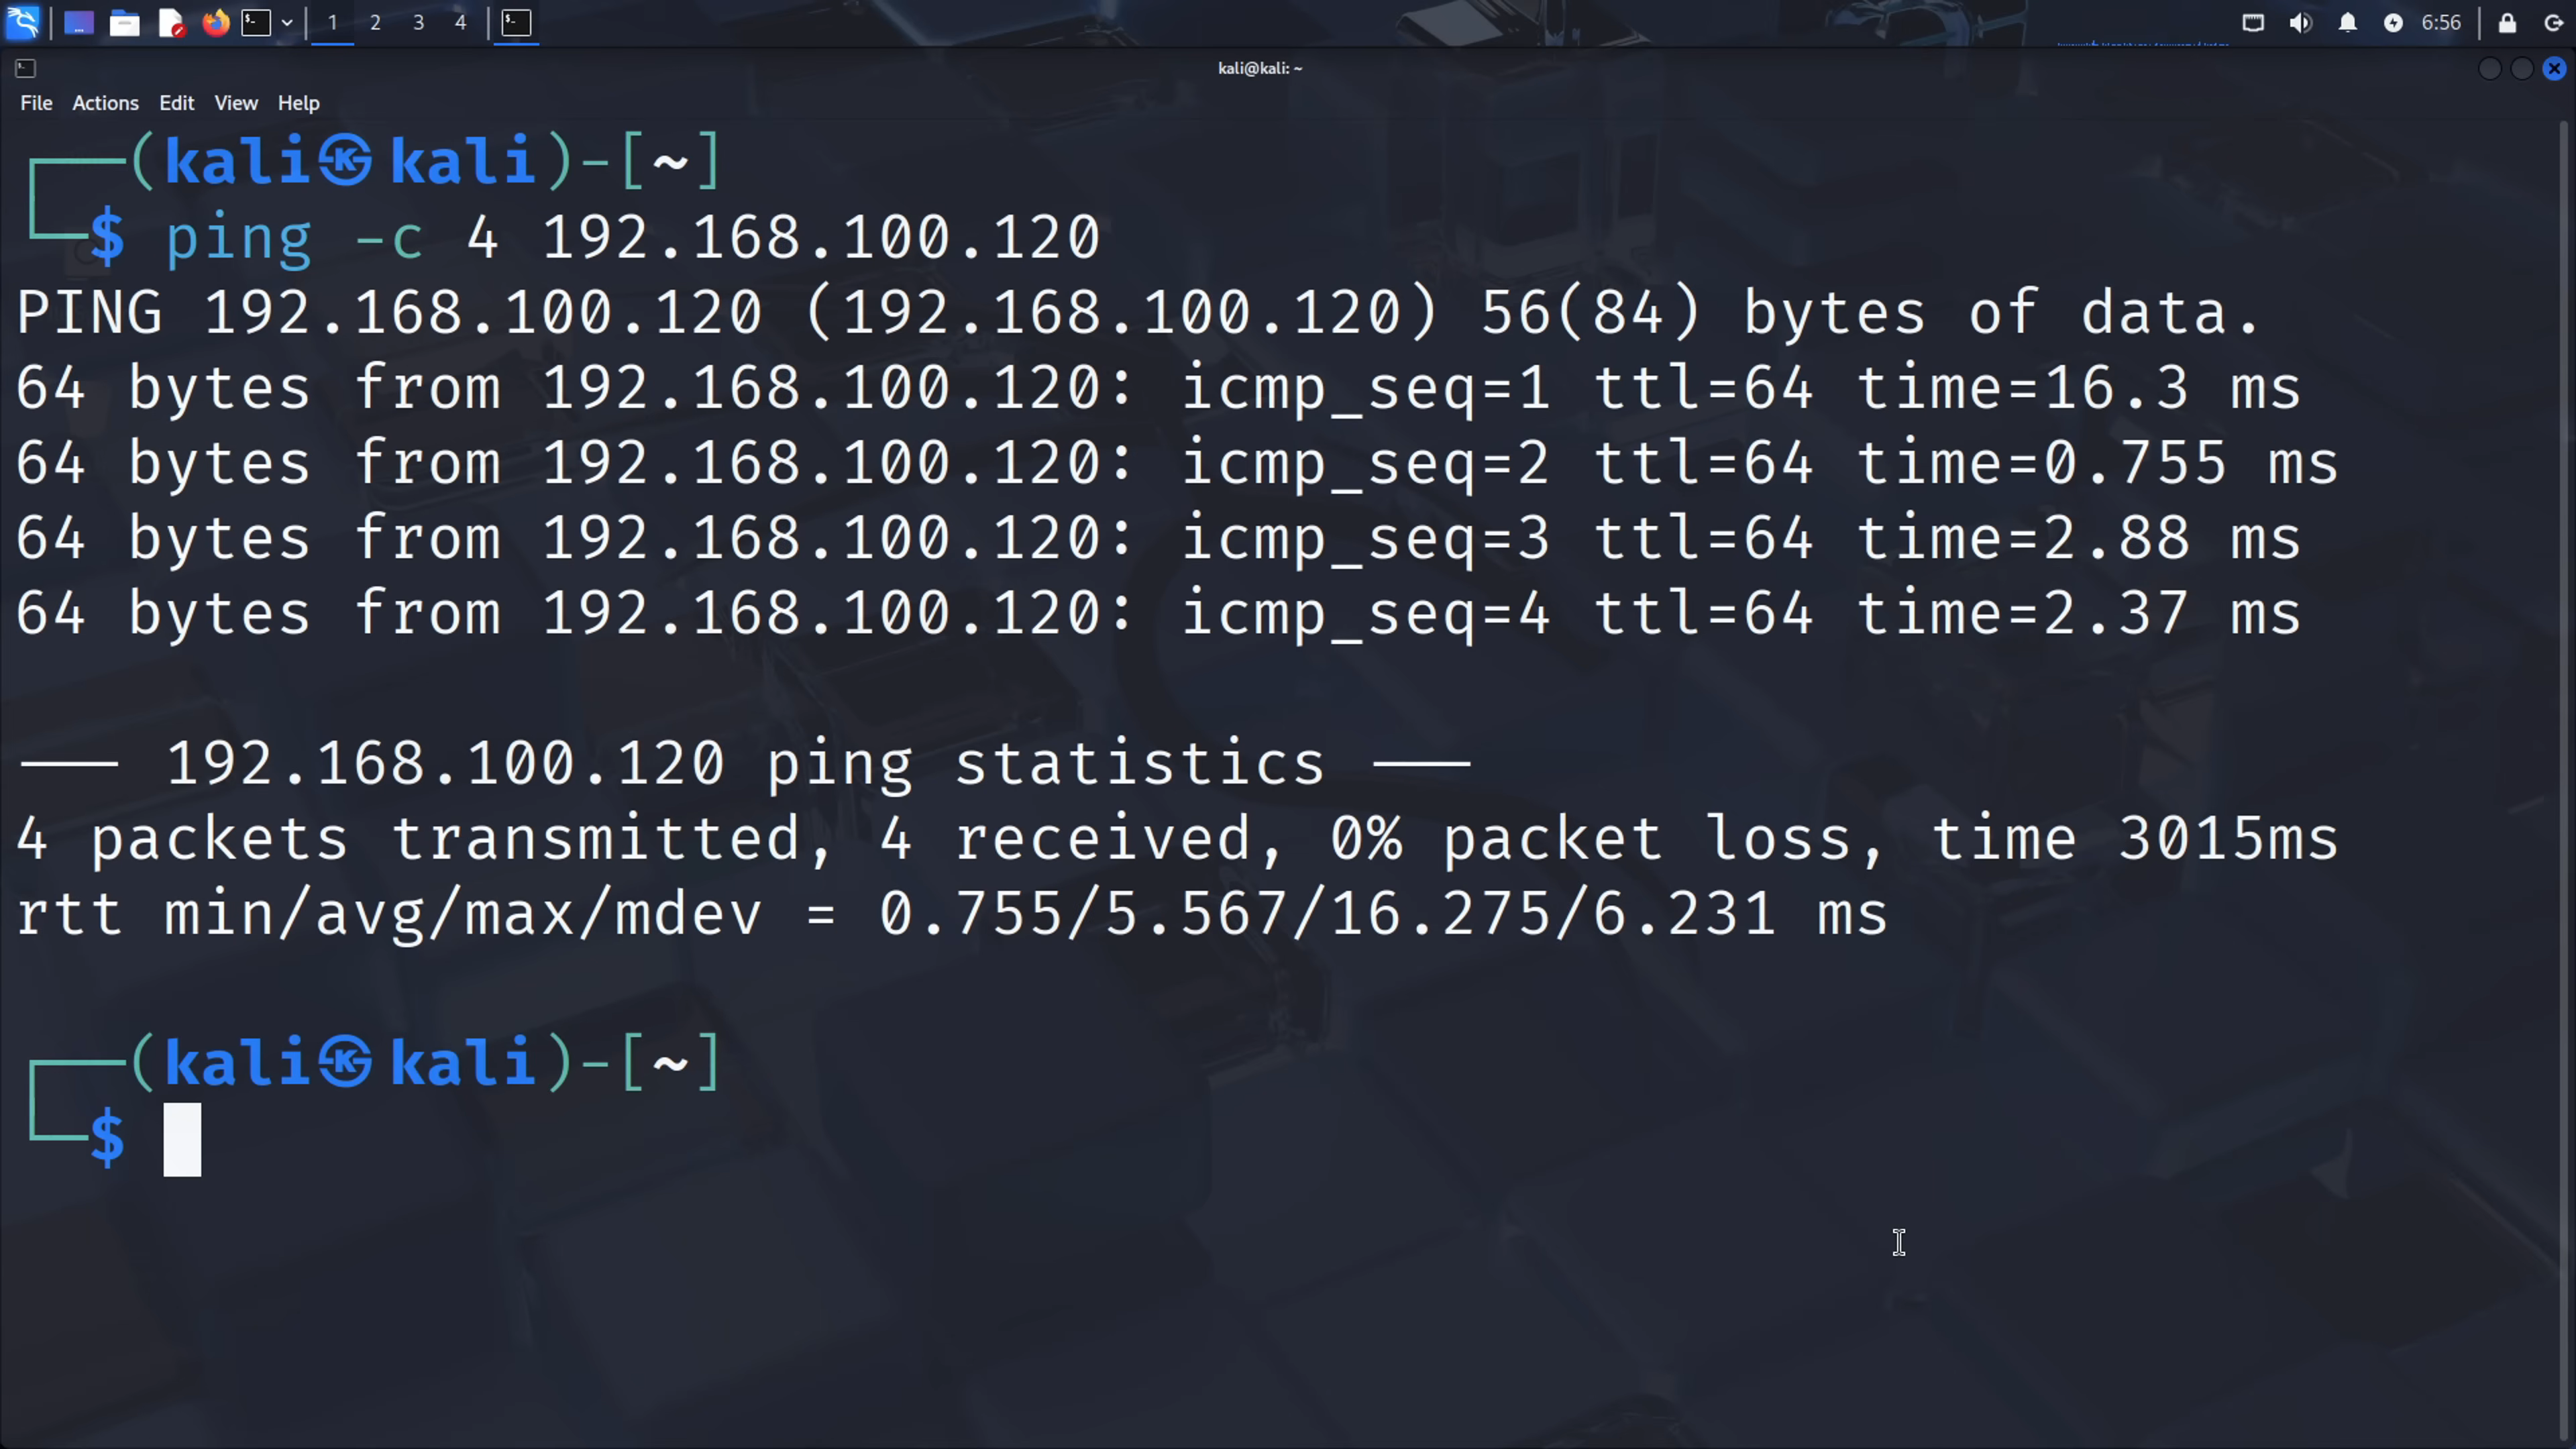 1 2 3 4 6:56
kali@kali: ~
File Actions Edit View Help
┌──(kali㉿kali)-[~]
└─$ ping -c 4 192.168.100.120
PING 192.168.100.120 (192.168.100.120) 56(84) bytes of data.
64 bytes from 192.168.100.120: icmp_seq=1 ttl=64 time=16.3 ms
64 bytes from 192.168.100.120: icmp_seq=2 ttl=64 time=0.755 ms
64 bytes from 192.168.100.120: icmp_seq=3 ttl=64 time=2.88 ms
64 bytes from 192.168.100.120: icmp_seq=4 ttl=64 time=2.37 ms
--- 192.168.100.120 ping statistics ---
4 packets transmitted, 4 received, 0% packet loss, time 3015ms
rtt min/avg/max/mdev = 0.755/5.567/16.275/6.231 ms
┌──(kali㉿kali)-[~]
└─$